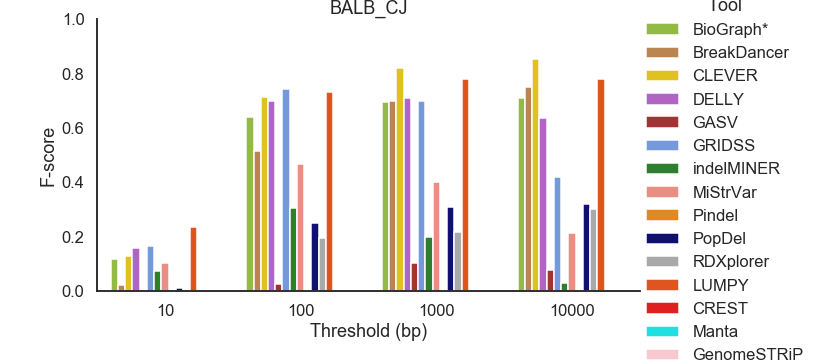 BALB_CJ
Tool
1.0
0.8
0.6
0.4
0.2
0.0
F-score
10
100
1000
10000
Threshold (bp)
BioGraph*
BreakDancer
CLEVER
DELLY
GASV
GRIDSS
indelMINER
MiStrVar
Pindel
PopDel
RDXplorer
LUMPY
CREST
Manta
GenomeSTRiP